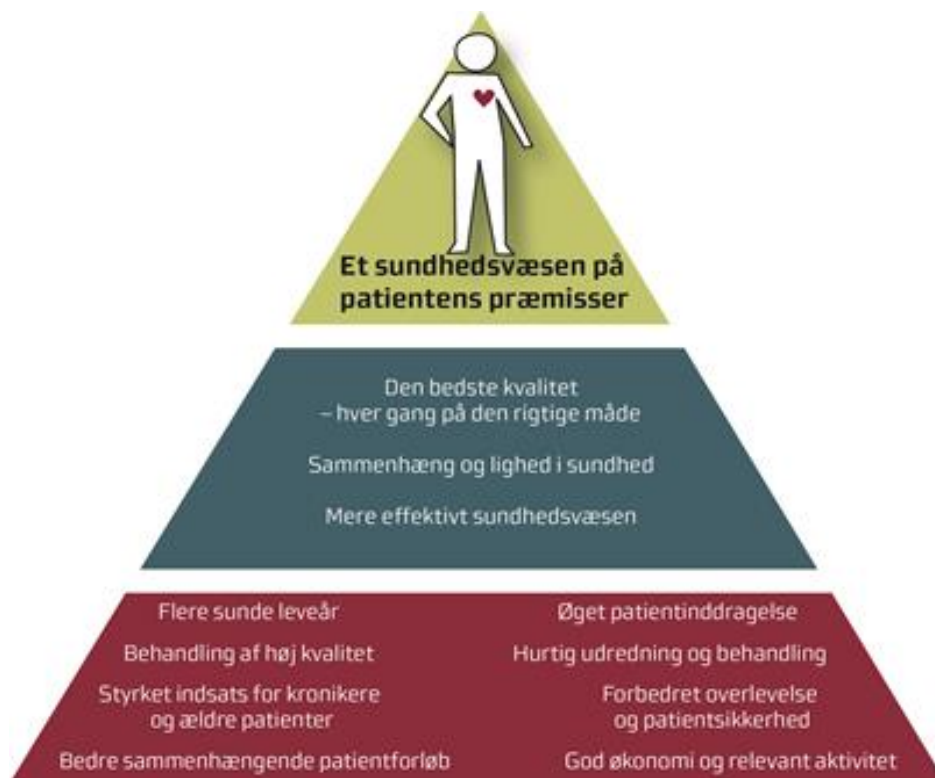 Et sundhedsvæsen på
patientens præmisser
Den bedste kvalitet
– hver gang på den rigtige måde
Sammenhæng og lighed i sundhed
Mere effektivt sundhedsvæsen
Flere sunde leveår
Behandling af høj kvalitet
Styrket indsats for kronikere
og ældre patienter
Bedre sammenhængende patientforløb
Øget patientinddragelse
Hurtig udredning og behandling
Forbedret overlevelse
og patientsikkerhed
God økonomi og relevant aktivitet